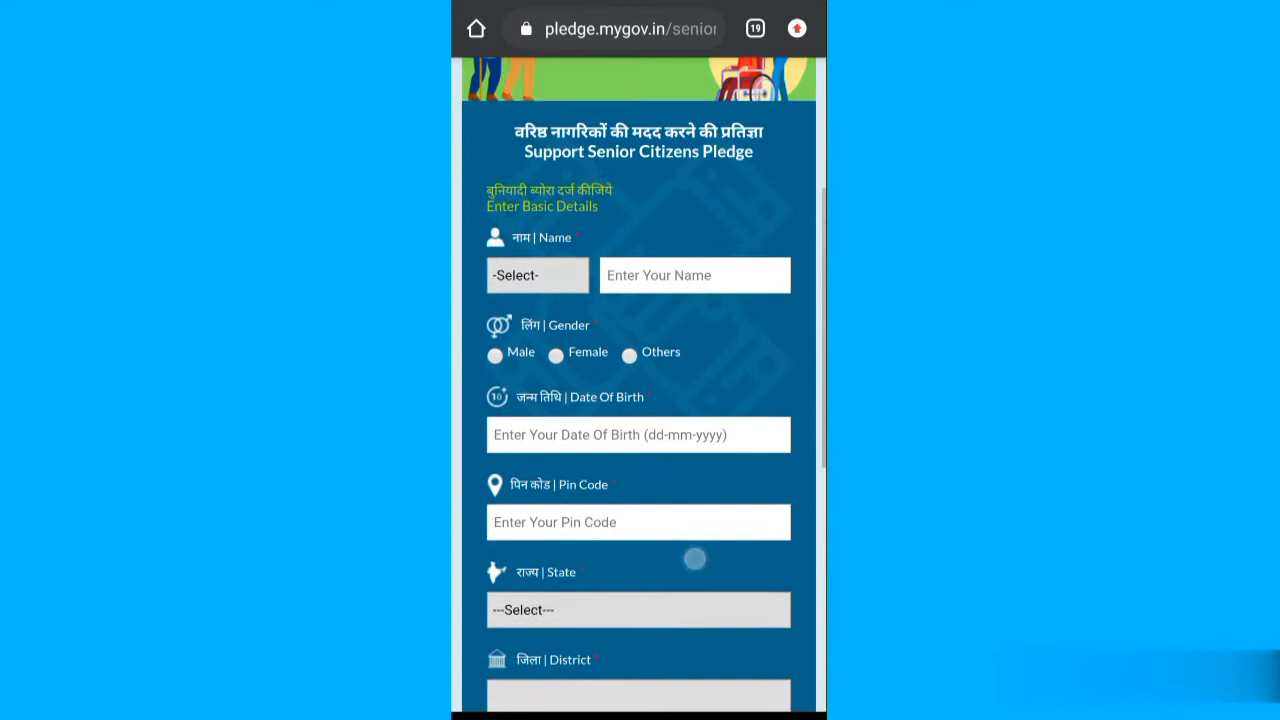 pledge.mygov.in/senior
19
वरिष्ठ नागरिकों की मदद करने की प्रतिज्ञा
Support Senior Citizens Pledge
बुनियादी ब्योरा दर्ज कीजिये
Enter Basic Details
नाम | Name *
-Select- Enter Your Name
लिंग | Gender *
Male Female Others
10 जन्म तिथि | Date Of Birth *
Enter Your Date Of Birth (dd-mm-yyyy)
पिन कोड | Pin Code *
Enter Your Pin Code
राज्य | State *
---Select---
जिला | District *